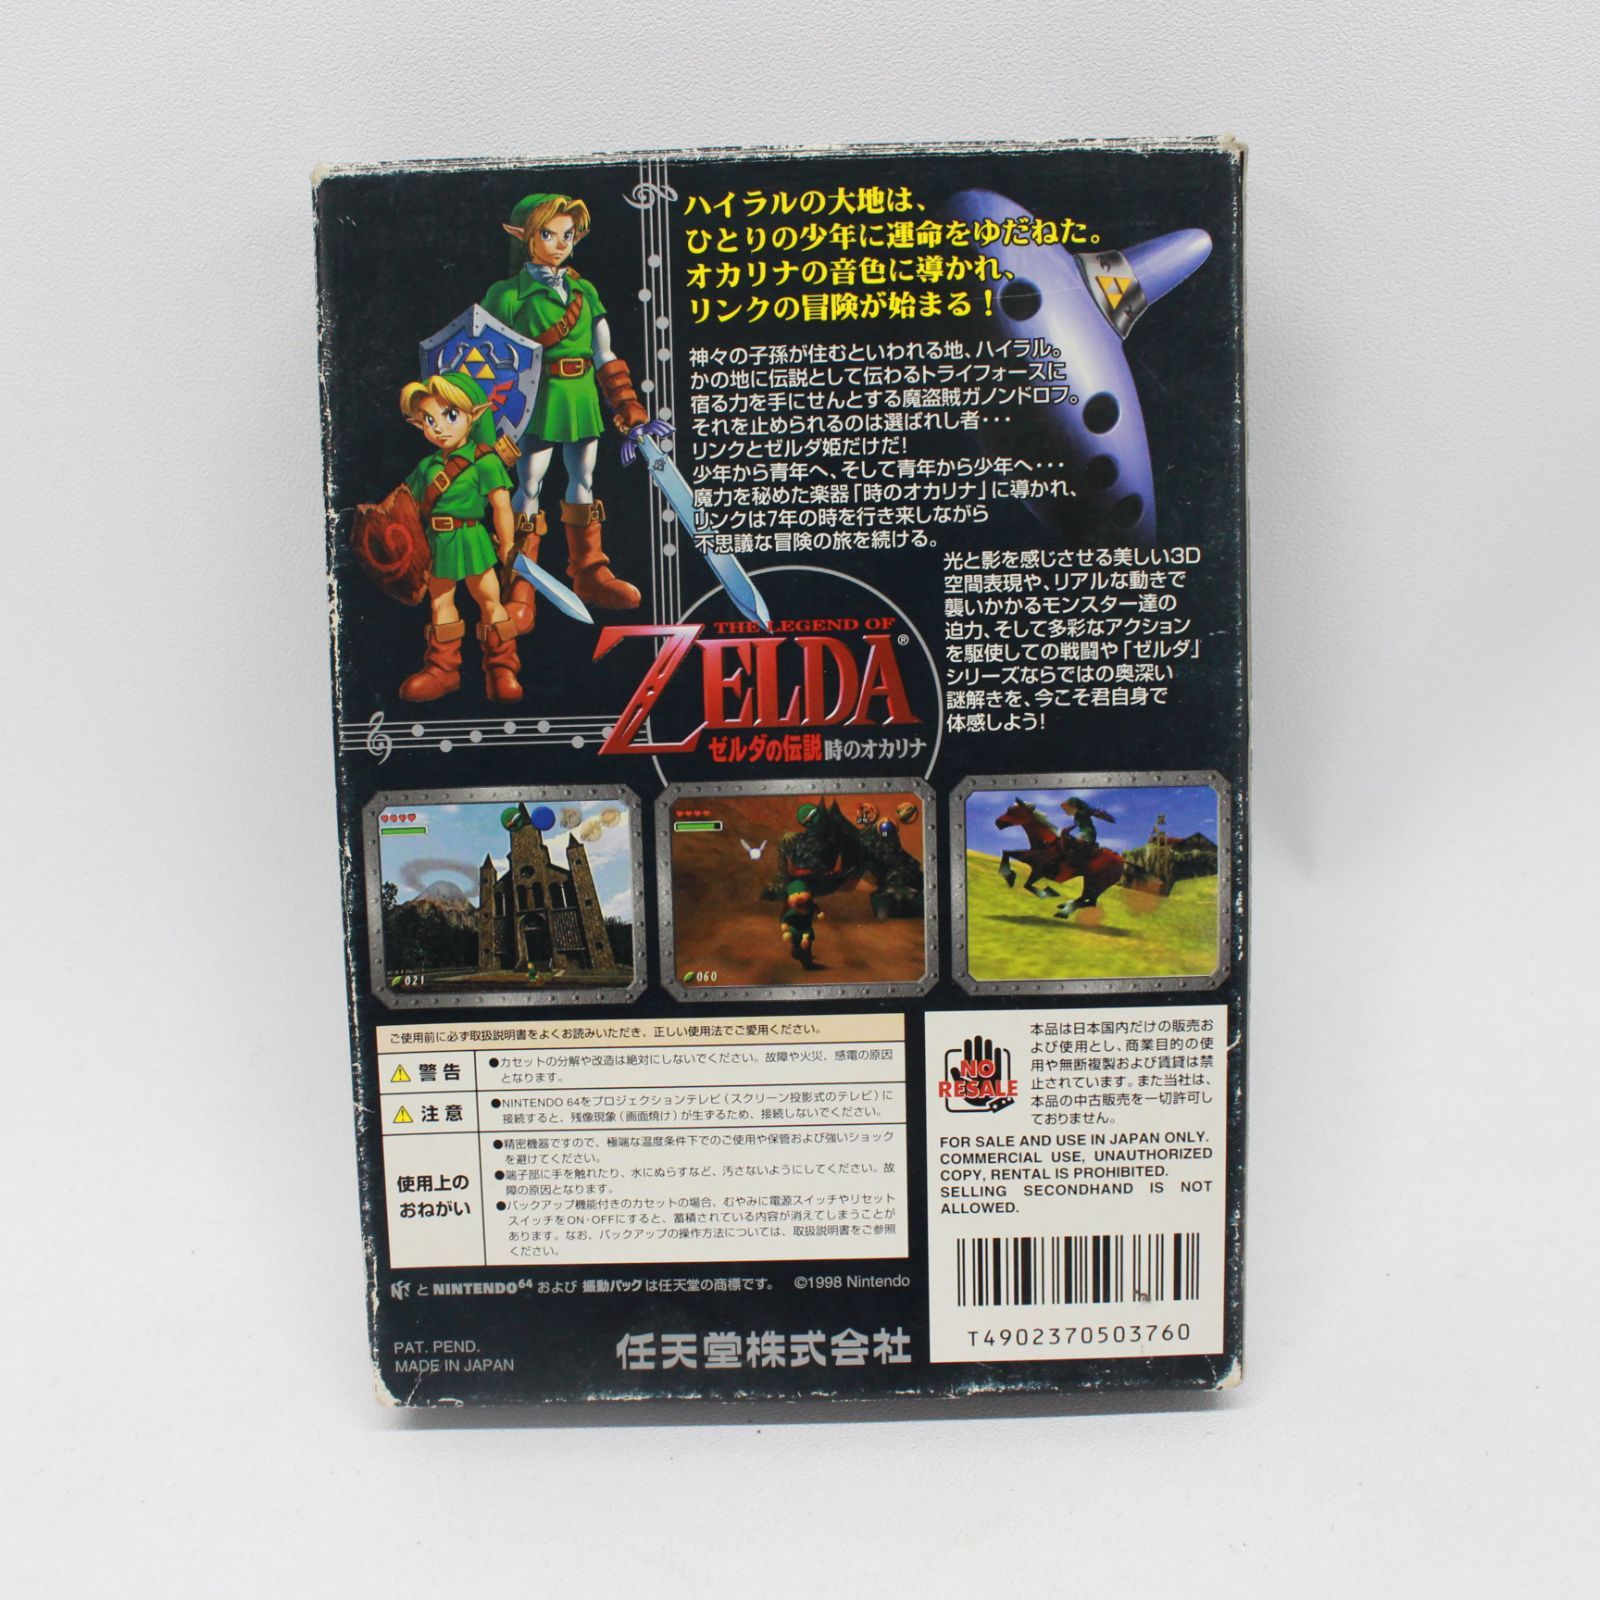 ハイラルの大地は、
ひとりの少年に運命をゆだねた。
オカリナの音色に導かれ、
リンクの冒険が始まる!
神々の子孫が住むといわれる地、ハイラル。
かの地に伝説として伝わるトライフォースに
宿る力を手にせんとする魔盗賊ガノンドロフ。
それを止められるのは選ばれし者・・・
リンクとゼルダ姫だけだ!
少年から青年へ、そして青年から少年へ・・・
魔力を秘めた楽器「時のオカリナ」に導かれ、
リンクは7年の時を行き来しながら
不思議な冒険の旅を続ける。
光と影を感じさせる美しい3D
空間表現や、リアルな動きで
襲いかかるモンスター達の
迫力、そして多彩なアクション
を駆使しての戦闘や「ゼルダ」
シリーズならではの奥深い
謎解きを、今こそ君自身で
体感しよう!
THE LEGEND OF
ZELDA®
ゼルダの伝説 時のオカリナ
021
060
ご使用前に必ず取扱説明書をよくお読みいただき、正しい使用法でご愛用ください。
警告
●カセットの分解や改造は絶対にしないでください。故障や火災、感電の原因
となります。
注意
●NINTENDO 64をプロジェクションテレビ(スクリーン投影式のテレビ)に
接続すると、残像現象(画面焼け)が生ずるため、接続しないでください。
使用上の
おねがい
●精密機器ですので、極端な温度条件下でのご使用や保管および強いショック
を避けてください。
●端子部に手を触れたり、水にぬらすなど、汚さないようにしてください。故
障の原因となります。
●バックアップ機能付きのカセットの場合、むやみに電源スイッチやリセット
スイッチをON・OFFにすると、蓄積されている内容が消えてしまうことが
あります。なお、バックアップの操作方法については、取扱説明書をご参照
ください。
と NINTENDO64 および 振動パック は任天堂の商標です。 ©1998 Nintendo
PAT. PEND.
MADE IN JAPAN
任天堂株式会社
NO
RESALE
本品は日本国内だけの販売お
よび使用とし、商業目的の使
用や無断複製および賃貸は禁
止されています。また当社は、
本品の中古販売を一切許可し
ておりません。
FOR SALE AND USE IN JAPAN ONLY.
COMMERCIAL USE, UNAUTHORIZED
COPY, RENTAL IS PROHIBITED.
SELLING SECONDHAND IS NOT
ALLOWED.
T4902370503760